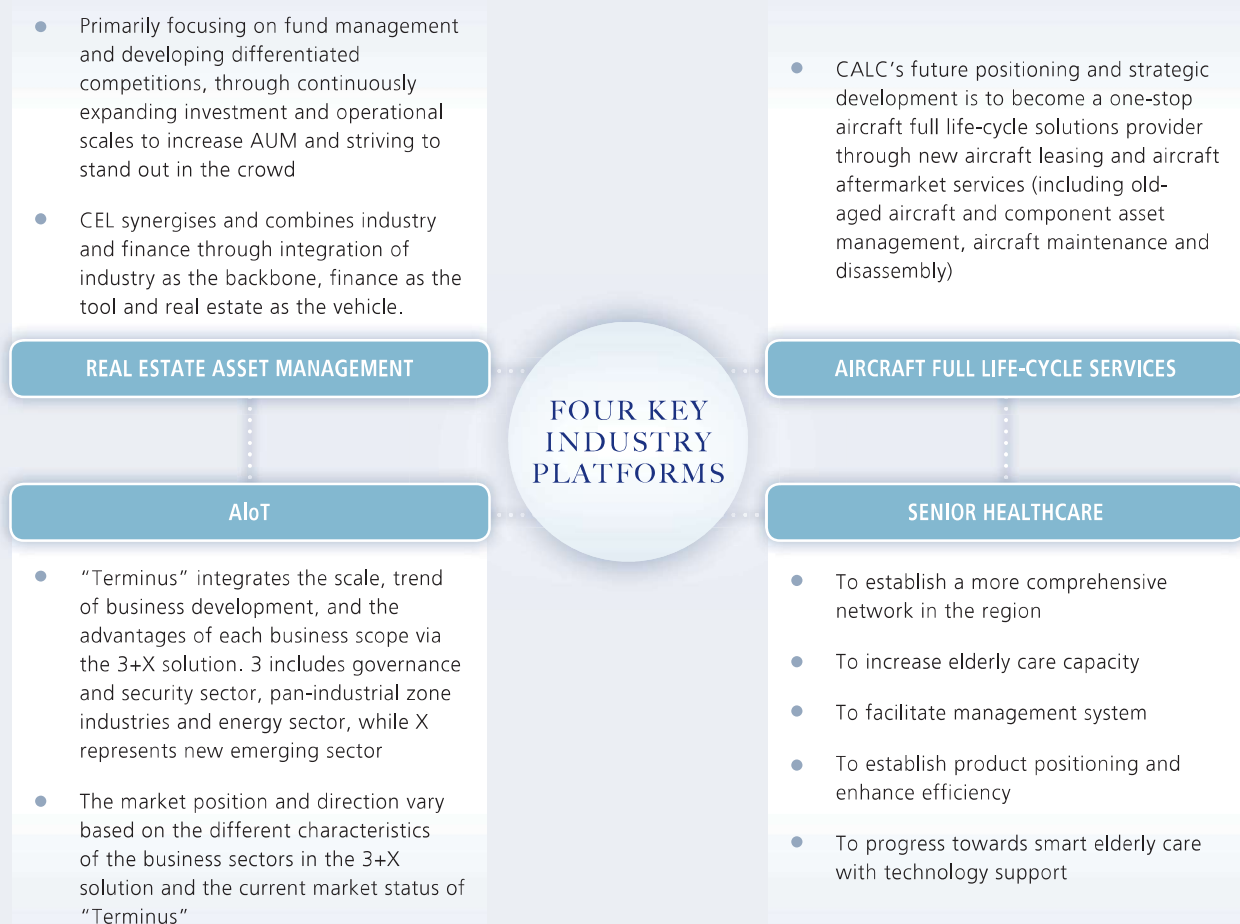 Primarily focusing on fund management
and developing differentiated
competitions, through continuously
expanding investment and operational
scales to increase AUM and striving to
stand out in the crowd
CEL synergises and combines industry
and finance through integration of
industry as the backbone, finance as the
tool and real estate as the vehicle.
REAL ESTATE ASSET MANAGEMENT
CALC's future positioning and strategic
development is to become a one-stop
aircraft full life-cycle solutions provider
through new aircraft leasing and aircraft
aftermarket services (including old-
aged aircraft and component asset
management, aircraft maintenance and
disassembly)
AIRCRAFT FULL LIFE-CYCLE SERVICES
FOUR KEY
INDUSTRY
PLATFORMS
AIoT
"Terminus" integrates the scale, trend
of business development, and the
advantages of each business scope via
the 3+X solution. 3 includes governance
and security sector, pan-industrial zone
industries and energy sector, while X
represents new emerging sector
The market position and direction vary
based on the different characteristics
of the business sectors in the 3+X
solution and the current market status of
"Terminus"
SENIOR HEALTHCARE
To establish a more comprehensive
network in the region
To increase elderly care capacity
To facilitate management system
To establish product positioning and
enhance efficiency
To progress towards smart elderly care
with technology support